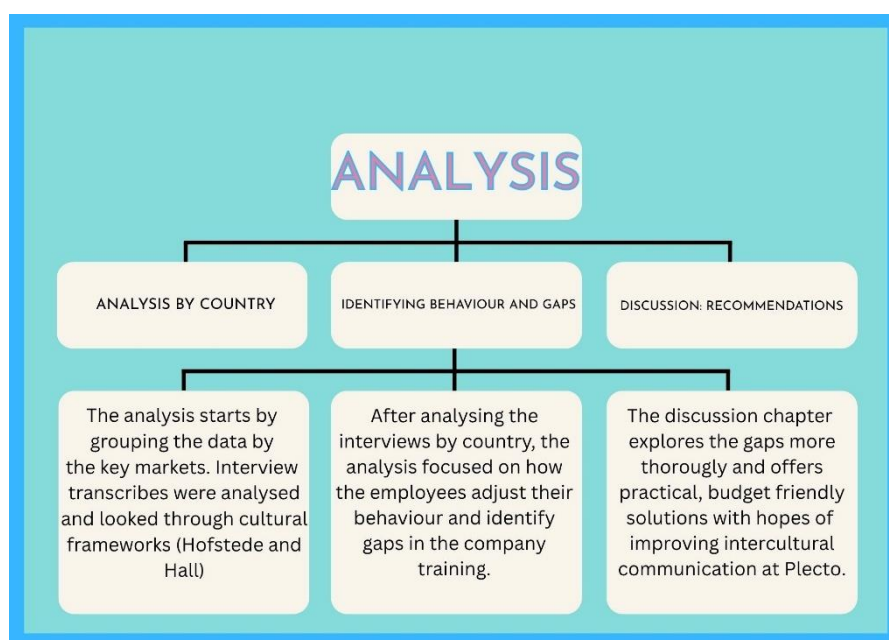 ANALYSIS
ANALYSIS BY COUNTRY
IDENTIFYING BEHAVIOUR AND GAPS
DISCUSSION: RECOMMENDATIONS
The analysis starts by
grouping the data by
the key markets. Interview
transcribes were analysed
and looked through cultural
frameworks (Hofstede and
Hall)
After analysing the
interviews by country, the
analysis focused on how
the employees adjust their
behaviour and identify
gaps in the company
training.
The discussion chapter
explores the gaps more
thorougly and offers
practical, budget friendly
solutions with hopes of
improving intercultural
communication at Plecto.